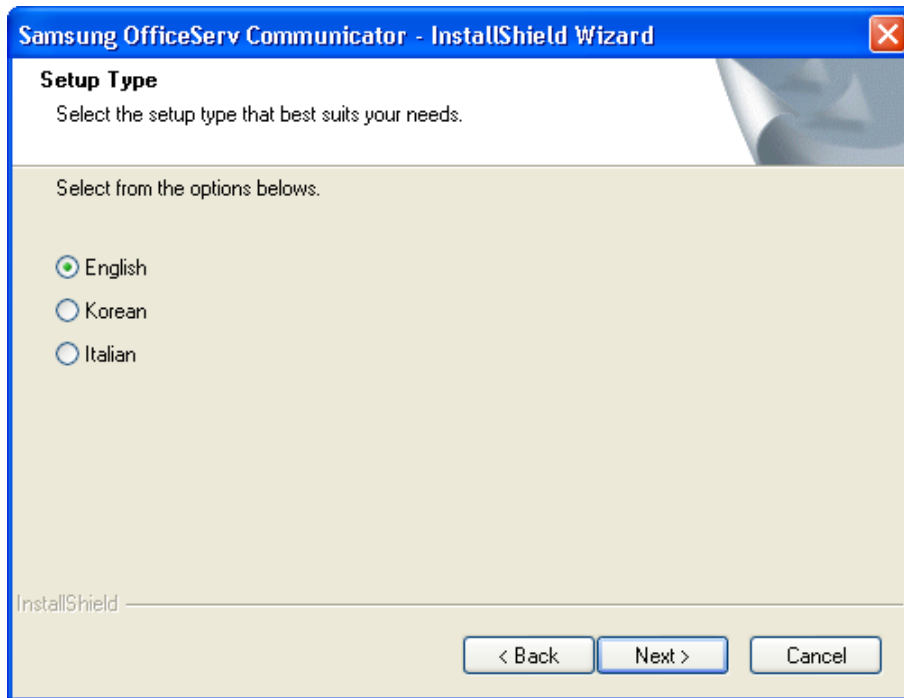 Samsung OfficeServ Communicator - InstallShield Wizard
Setup Type
Select the setup type that best suits your needs.
Select from the options belows.
English
Korean
Italian
InstallShield
< Back
Next >
Cancel